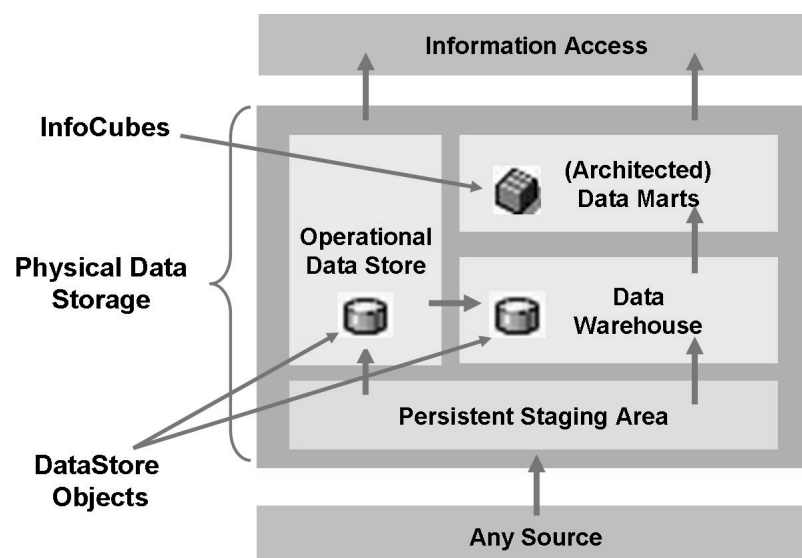 Information Access
InfoCubes
(Architected)
Data Marts
Operational
Data Store
Physical Data
Storage
Data
Warehouse
Persistent Staging Area
DataStore
Objects
Any Source